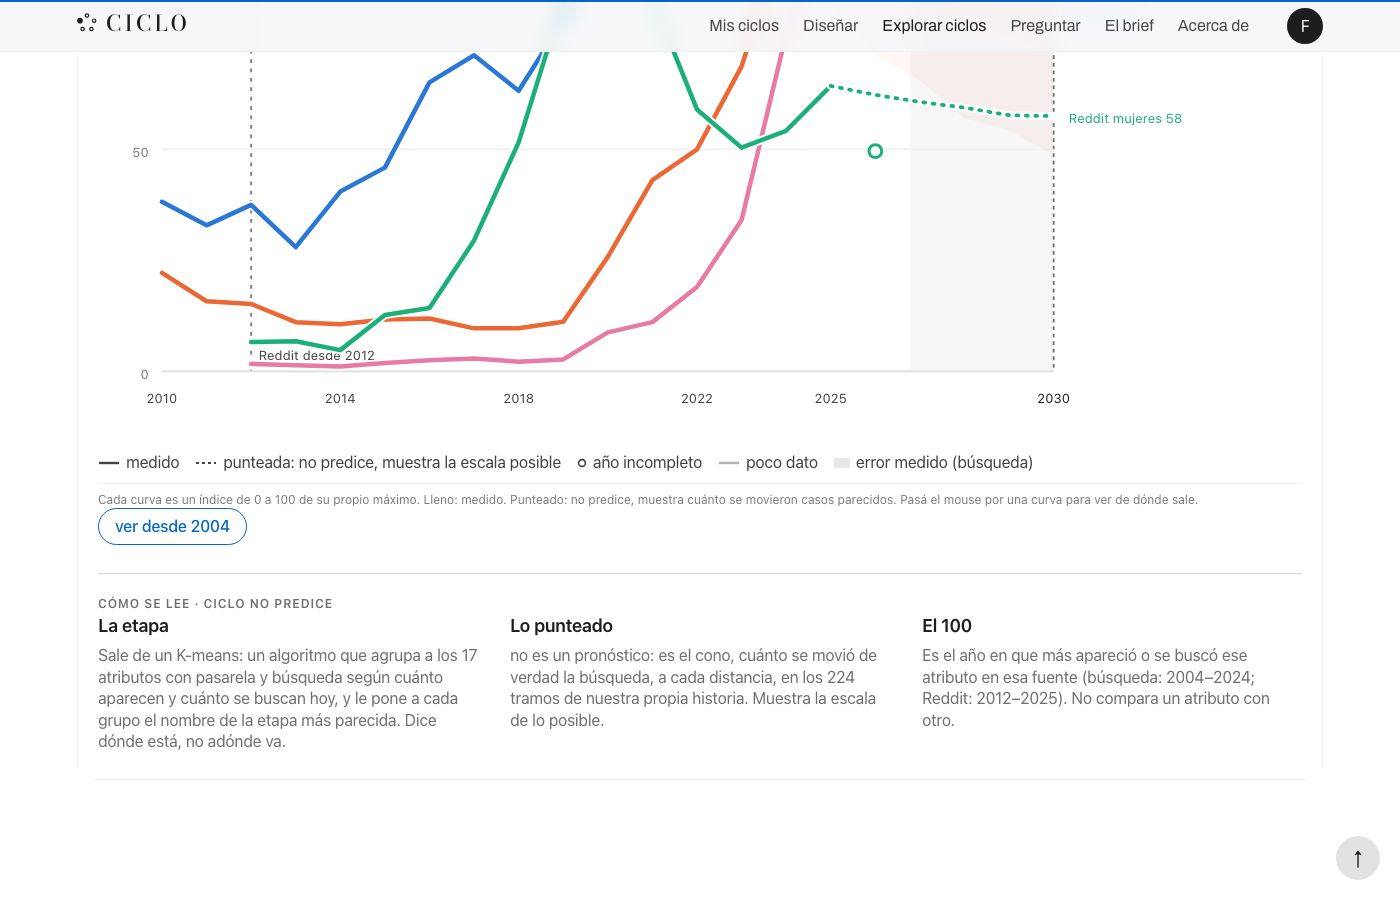 CICLO
Mis ciclos Diseñar Explorar ciclos Preguntar El brief Acerca de F
Reddit mujeres 58
50
Reddit desde 2012
0
2010 2014 2018 2022 2025 2030
medido punteada: no predice, muestra la escala posible año incompleto poco dato error medido (búsqueda)
Cada curva es un índice de 0 a 100 de su propio máximo. Lleno: medido. Punteado: no predice, muestra cuánto se movieron casos parecidos. Pasá el mouse por una curva para ver de dónde sale.
ver desde 2004
CÓMO SE LEE · CICLO NO PREDICE
La etapa
Sale de un K-means: un algoritmo que agrupa a los 17
atributos con pasarela y búsqueda según cuánto
aparecen y cuánto se buscan hoy, y le pone a cada
grupo el nombre de la etapa más parecida. Dice
dónde está, no adónde va.
Lo punteado
no es un pronóstico: es el cono, cuánto se movió de
verdad la búsqueda, a cada distancia, en los 224
tramos de nuestra propia historia. Muestra la escala
de lo posible.
El 100
Es el año en que más apareció o se buscó ese
atributo en esa fuente (búsqueda: 2004–2024;
Reddit: 2012–2025). No compara un atributo con
otro.
↑